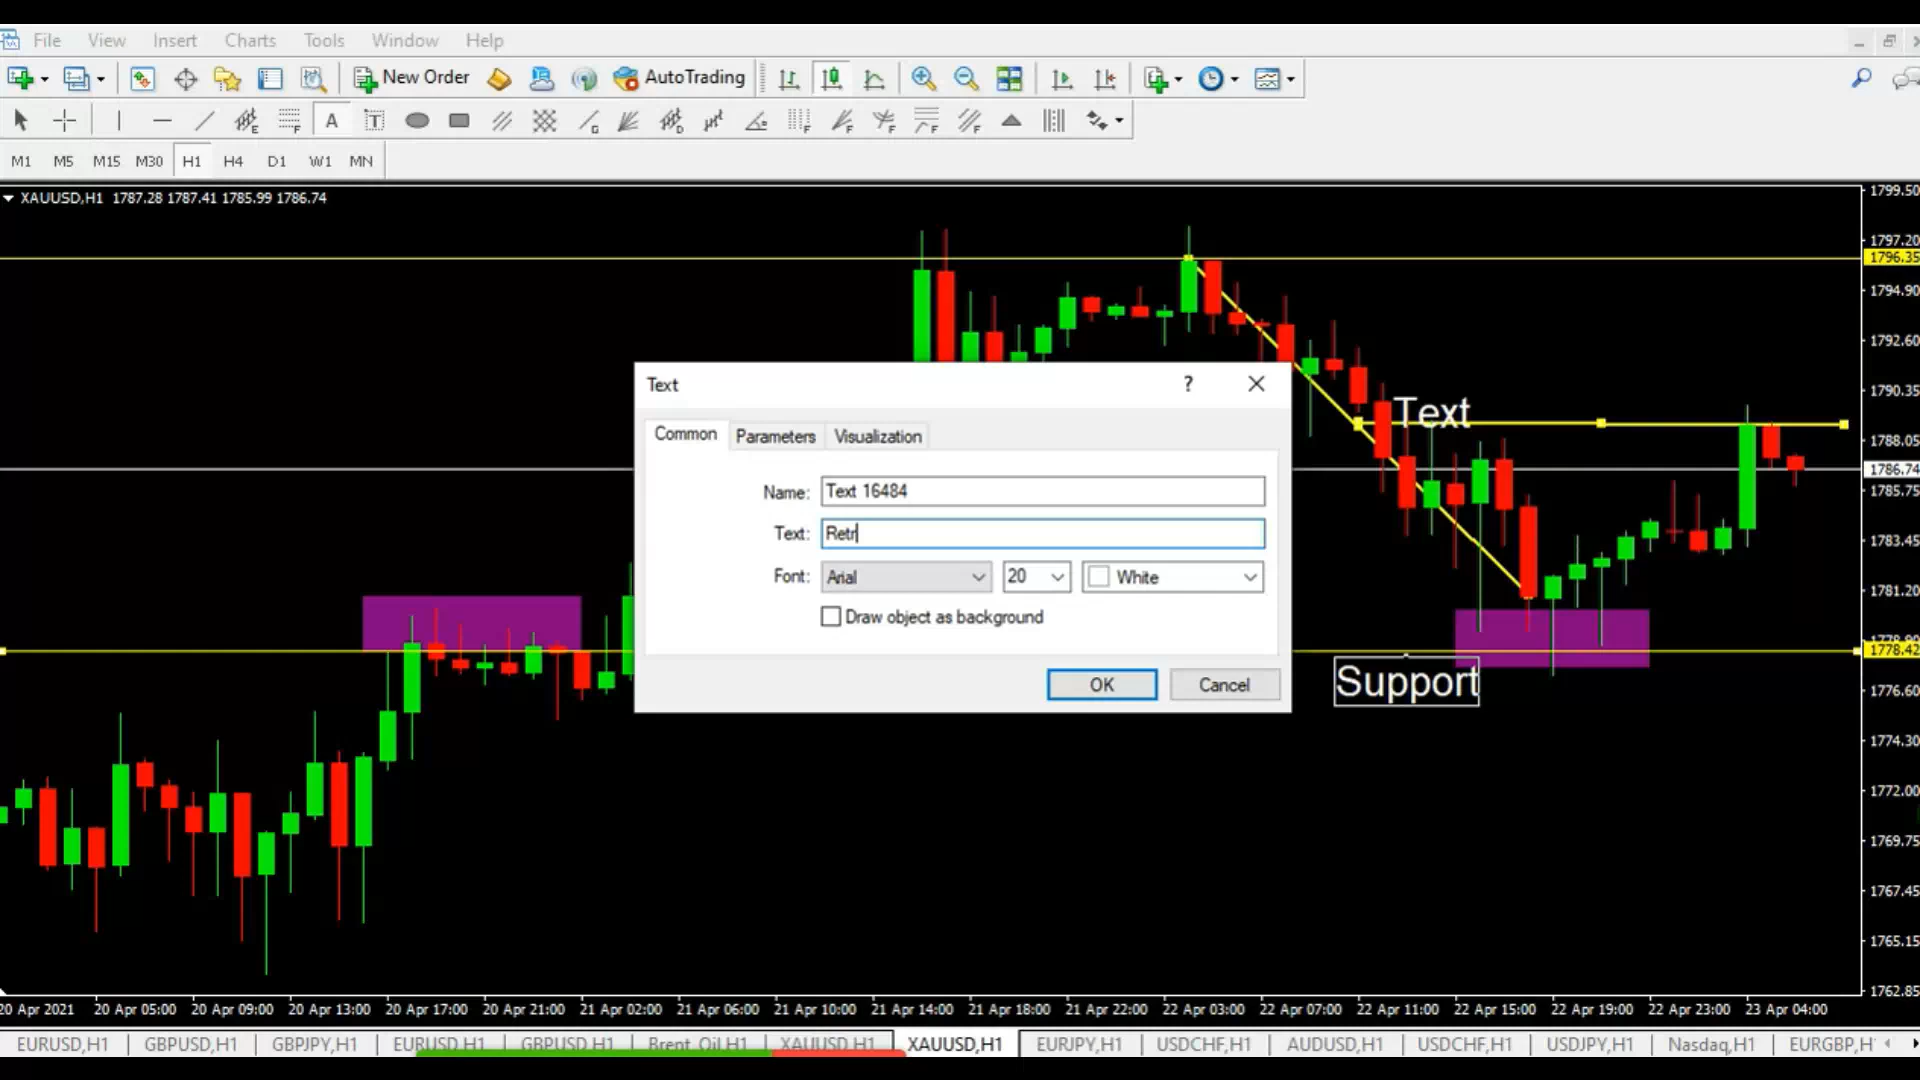 File View Insert Charts Tools Window Help
New Order AutoTrading
A T E F G D F F F F F
M1 M5 M15 M30 H1 H4 D1 W1 MN
XAUUSD,H1 1787.28 1787.41 1785.99 1786.74
1799.50
1797.20
1796.35
1794.90
1792.60
1790.35
1788.05
1786.74
1785.75
1783.45
1781.20
1778.42
1776.60
1774.30
1772.00
1769.75
1767.45
1765.15
1762.85
Text
Support
Text ?
Common Parameters Visualization
Name: Text 16484
Text: Retr
Font: Arial 20 White
Draw object as background
OK Cancel
20 Apr 2021 20 Apr 05:00 20 Apr 09:00 20 Apr 13:00 20 Apr 17:00 20 Apr 21:00 21 Apr 02:00 21 Apr 06:00 21 Apr 10:00 21 Apr 14:00 21 Apr 18:00 21 Apr 22:00 22 Apr 03:00 22 Apr 07:00 22 Apr 11:00 22 Apr 15:00 22 Apr 19:00 22 Apr 23:00 23 Apr 04:00
EURUSD,H1 GBPUSD,H1 GBPJPY,H1 EURUSD,H1 GBPUSD,H1 Brent_Oil,H1 XAUUSD,H1 XAUUSD,H1 EURJPY,H1 USDCHF,H1 AUDUSD,H1 USDCHF,H1 USDJPY,H1 Nasdaq,H1 EURGBP,H